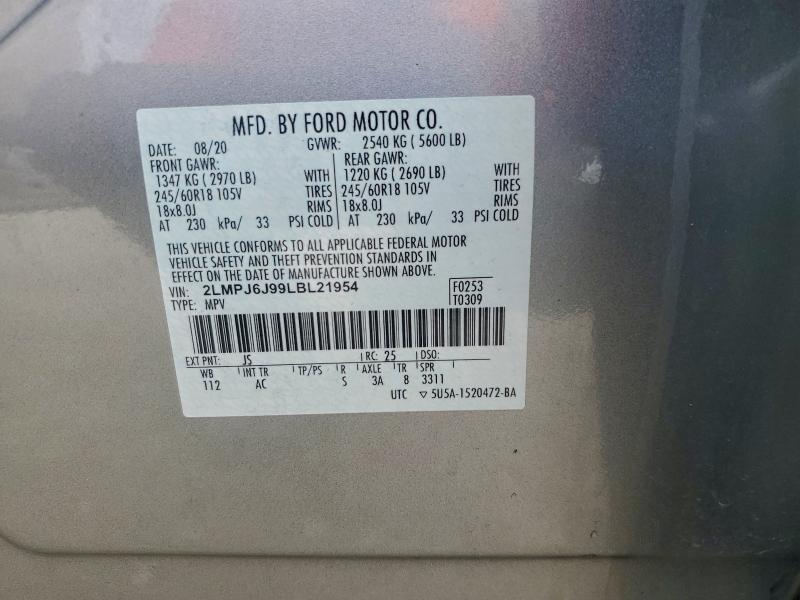 MFD. BY FORD MOTOR CO.
DATE: 08/20 GVWR: 2540 KG ( 5600 LB)
FRONT GAWR: REAR GAWR:
1347 KG ( 2970 LB) WITH 1220 KG ( 2690 LB) WITH
245/60R18 105V TIRES 245/60R18 105V TIRES
18x8.0J RIMS 18x8.0J RIMS
AT 230 kPa/ 33 PSI COLD AT 230 kPa/ 33 PSI COLD
THIS VEHICLE CONFORMS TO ALL APPLICABLE FEDERAL MOTOR
VEHICLE SAFETY AND THEFT PREVENTION STANDARDS IN
EFFECT ON THE DATE OF MANUFACTURE SHOWN ABOVE.
VIN: 2LMPJ6J99LBL21954 F0253
TYPE: MPV T0309
EXT PNT: JS RC: 25 DSO:
WB INT TR TP/PS R AXLE TR SPR
112 AC S 3A 8 3311
UTC ▽ 5U5A-1520472-BA